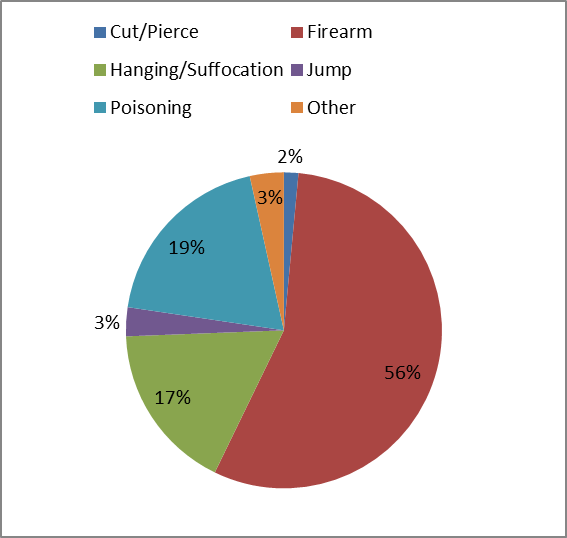 Cut/Pierce Firearm
Hanging/Suffocation Jump
Poisoning Other
2%
3%
19%
3%
56%
17%